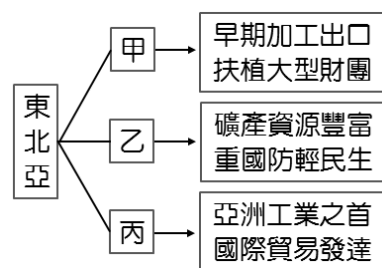 東北亞
甲
早期加工出口
扶植大型財團
乙
礦產資源豐富
重國防輕民生
丙
亞洲工業之首
國際貿易發達